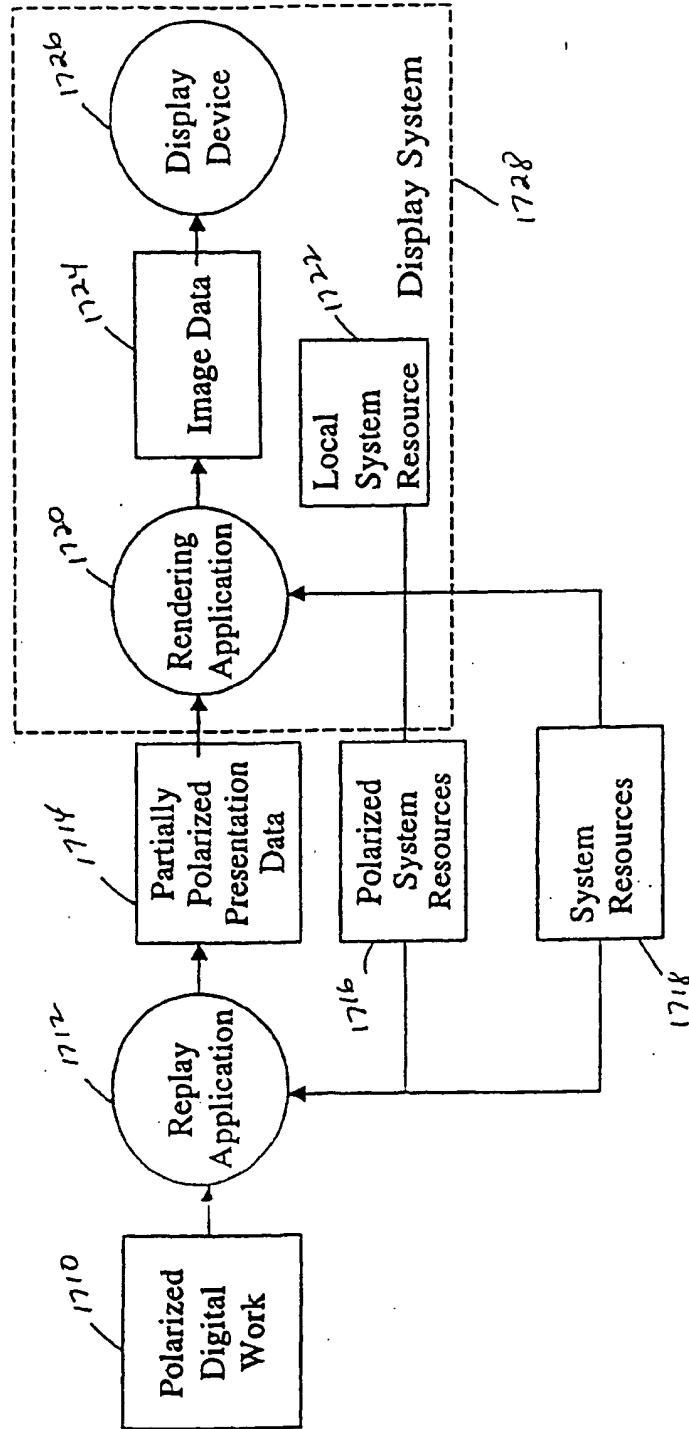 1710
Polarized
Digital
Work
1712
Replay
Application
1714
Partially
Polarized
Presentation
Data
1716
Polarized
System
Resources
1718
System
Resources
1720
Rendering
Application
1722
Local
System
Resource
1724
Image Data
1726
Display
Device
Display System
1728